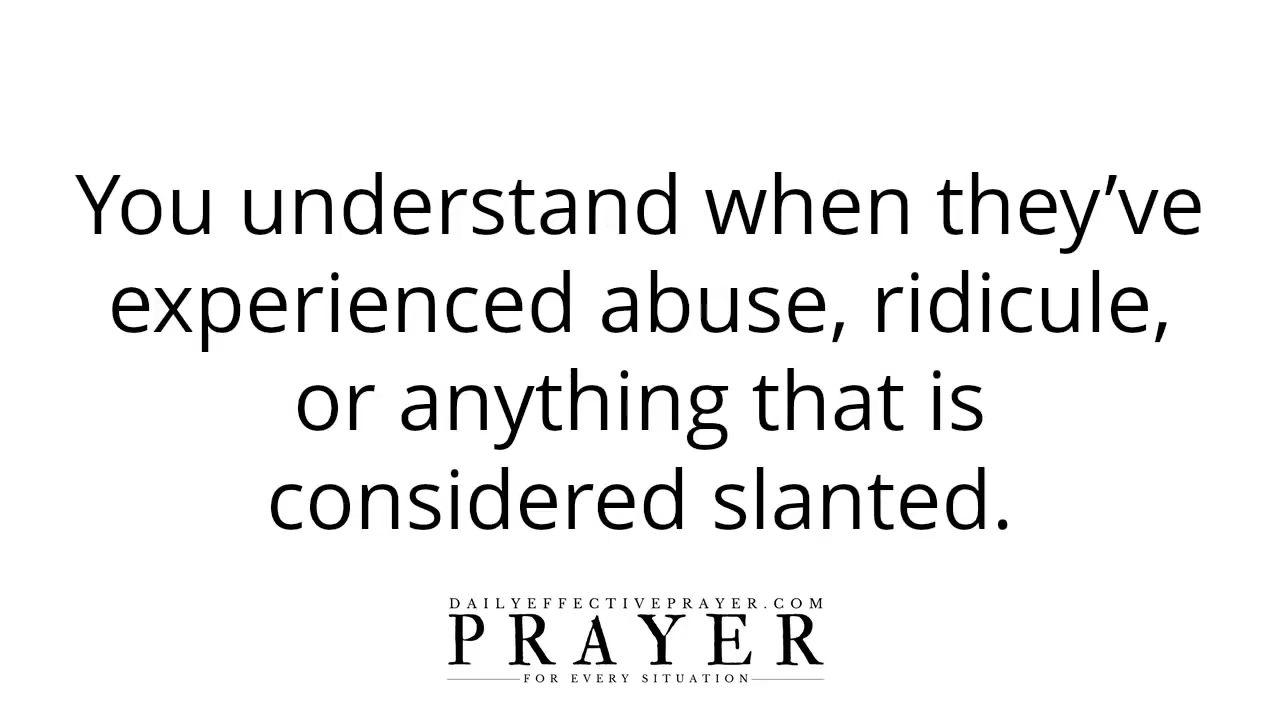 You understand when they’ve
experienced abuse, ridicule,
or anything that is
considered slanted.
DAILYEFFECTIVEPRAYER.COM
PRAYER
FOR EVERY SITUATION